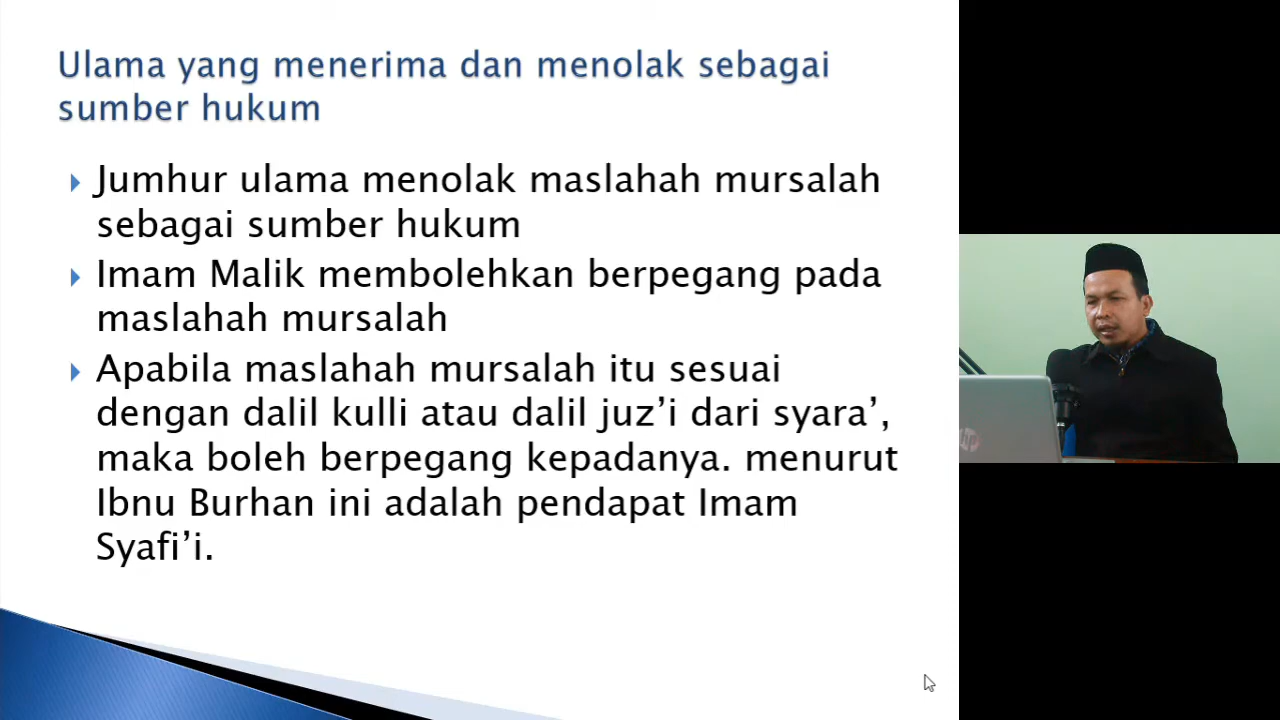 Ulama yang menerima dan menolak sebagai
sumber hukum
Jumhur ulama menolak maslahah mursalah
sebagai sumber hukum
Imam Malik membolehkan berpegang pada
maslahah mursalah
Apabila maslahah mursalah itu sesuai
dengan dalil kulli atau dalil juz’i dari syara’,
maka boleh berpegang kepadanya. menurut
Ibnu Burhan ini adalah pendapat Imam
Syafi’i.
hp